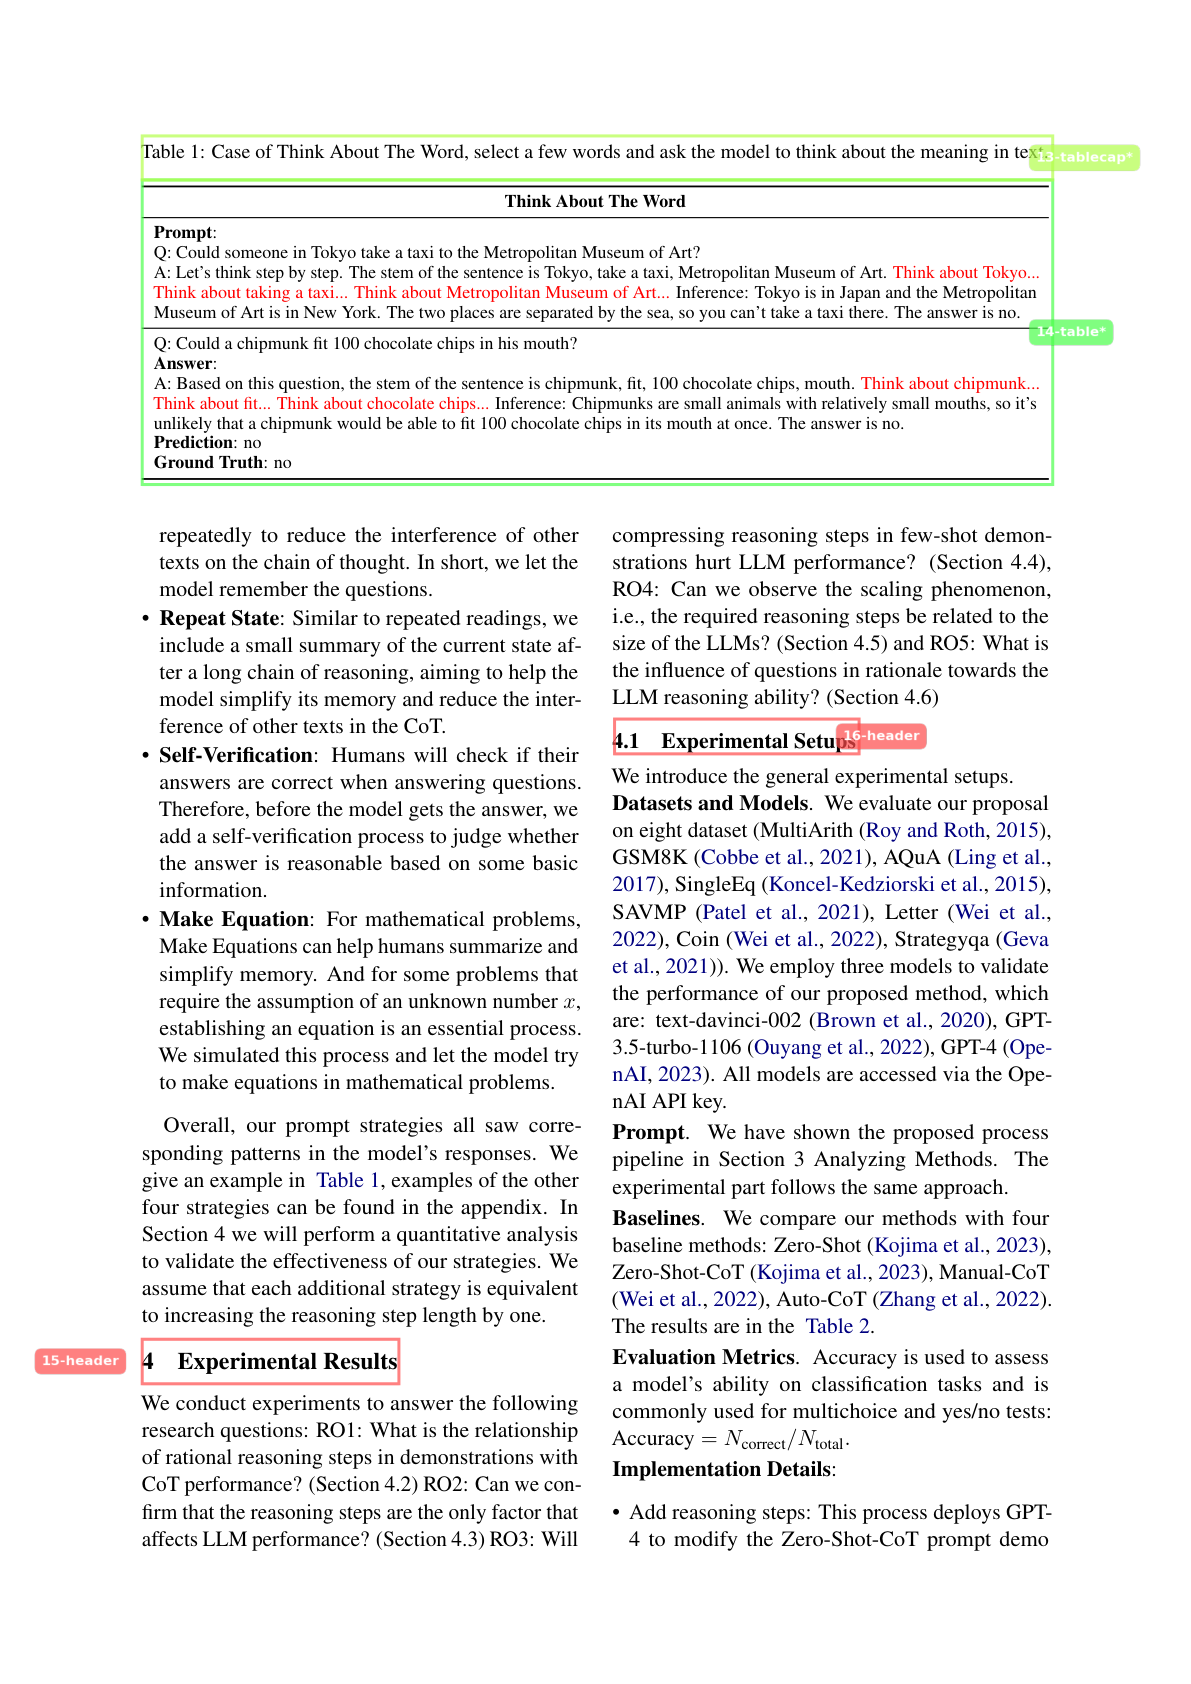 Table 1: Case of Think About The Word, select a few words and ask the model to think about the meaning in text.
13-tablecap*
Think About The Word
Prompt:
Q: Could someone in Tokyo take a taxi to the Metropolitan Museum of Art?
A: Let's think step by step. The stem of the sentence is Tokyo, take a taxi, Metropolitan Museum of Art. Think about Tokyo...
Think about taking a taxi... Think about Metropolitan Museum of Art... Inference: Tokyo is in Japan and the Metropolitan
Museum of Art is in New York. The two places are separated by the sea, so you can't take a taxi there. The answer is no.
14-table*
Q: Could a chipmunk fit 100 chocolate chips in his mouth?
Answer:
A: Based on this question, the stem of the sentence is chipmunk, fit, 100 chocolate chips, mouth. Think about chipmunk...
Think about fit... Think about chocolate chips... Inference: Chipmunks are small animals with relatively small mouths, so it's
unlikely that a chipmunk would be able to fit 100 chocolate chips in its mouth at once. The answer is no.
Prediction: no
Ground Truth: no
repeatedly to reduce the interference of other
texts on the chain of thought. In short, we let the
model remember the questions.
• Repeat State: Similar to repeated readings, we
include a small summary of the current state af-
ter a long chain of reasoning, aiming to help the
model simplify its memory and reduce the inter-
ference of other texts in the CoT.
• Self-Verification: Humans will check if their
answers are correct when answering questions.
Therefore, before the model gets the answer, we
add a self-verification process to judge whether
the answer is reasonable based on some basic
information.
• Make Equation: For mathematical problems,
Make Equations can help humans summarize and
simplify memory. And for some problems that
require the assumption of an unknown number x,
establishing an equation is an essential process.
We simulated this process and let the model try
to make equations in mathematical problems.
Overall, our prompt strategies all saw corre-
sponding patterns in the model's responses. We
give an example in Table 1, examples of the other
four strategies can be found in the appendix. In
Section 4 we will perform a quantitative analysis
to validate the effectiveness of our strategies. We
assume that each additional strategy is equivalent
to increasing the reasoning step length by one.
15-header
4 Experimental Results
We conduct experiments to answer the following
research questions: RO1: What is the relationship
of rational reasoning steps in demonstrations with
CoT performance? (Section 4.2) RO2: Can we con-
firm that the reasoning steps are the only factor that
affects LLM performance? (Section 4.3) RO3: Will
compressing reasoning steps in few-shot demon-
strations hurt LLM performance? (Section 4.4),
RO4: Can we observe the scaling phenomenon,
i.e., the required reasoning steps be related to the
size of the LLMs? (Section 4.5) and RO5: What is
the influence of questions in rationale towards the
LLM reasoning ability? (Section 4.6)
4.1 Experimental Setups
16-header
We introduce the general experimental setups.
Datasets and Models. We evaluate our proposal
on eight dataset (MultiArith (Roy and Roth, 2015),
GSM8K (Cobbe et al., 2021), AQuA (Ling et al.,
2017), SingleEq (Koncel-Kedziorski et al., 2015),
SAVMP (Patel et al., 2021), Letter (Wei et al.,
2022), Coin (Wei et al., 2022), Strategyqa (Geva
et al., 2021)). We employ three models to validate
the performance of our proposed method, which
are: text-davinci-002 (Brown et al., 2020), GPT-
3.5-turbo-1106 (Ouyang et al., 2022), GPT-4 (Ope-
nAI, 2023). All models are accessed via the Ope-
nAI API key.
Prompt. We have shown the proposed process
pipeline in Section 3 Analyzing Methods. The
experimental part follows the same approach.
Baselines. We compare our methods with four
baseline methods: Zero-Shot (Kojima et al., 2023),
Zero-Shot-CoT (Kojima et al., 2023), Manual-CoT
(Wei et al., 2022), Auto-CoT (Zhang et al., 2022).
The results are in the Table 2.
Evaluation Metrics. Accuracy is used to assess
a model's ability on classification tasks and is
commonly used for multichoice and yes/no tests:
Accuracy = N_correct/N_total.
Implementation Details:
• Add reasoning steps: This process deploys GPT-
4 to modify the Zero-Shot-CoT prompt demo